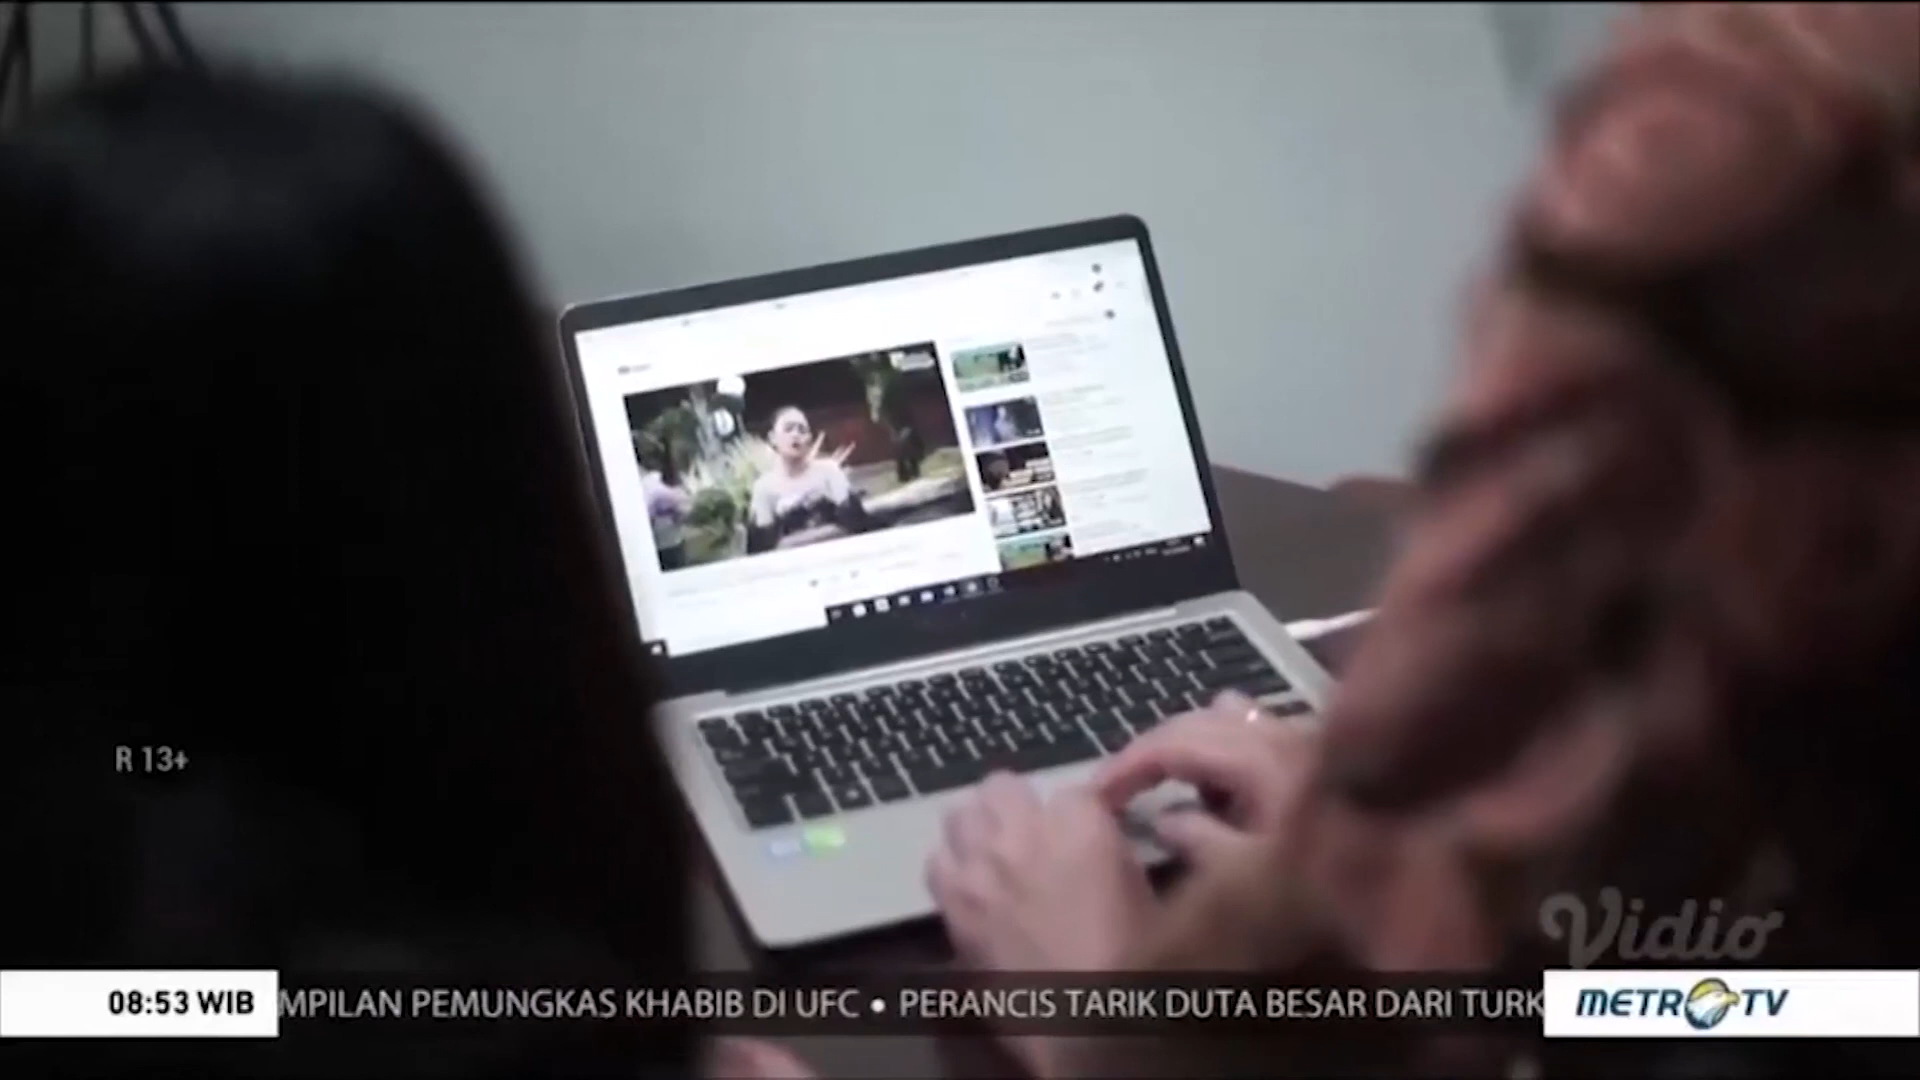 R 13+
Vidio
08:53 WIB
MPILAN PEMUNGKAS KHABIB DI UFC • PERANCIS TARIK DUTA BESAR DARI TURK
METRO TV